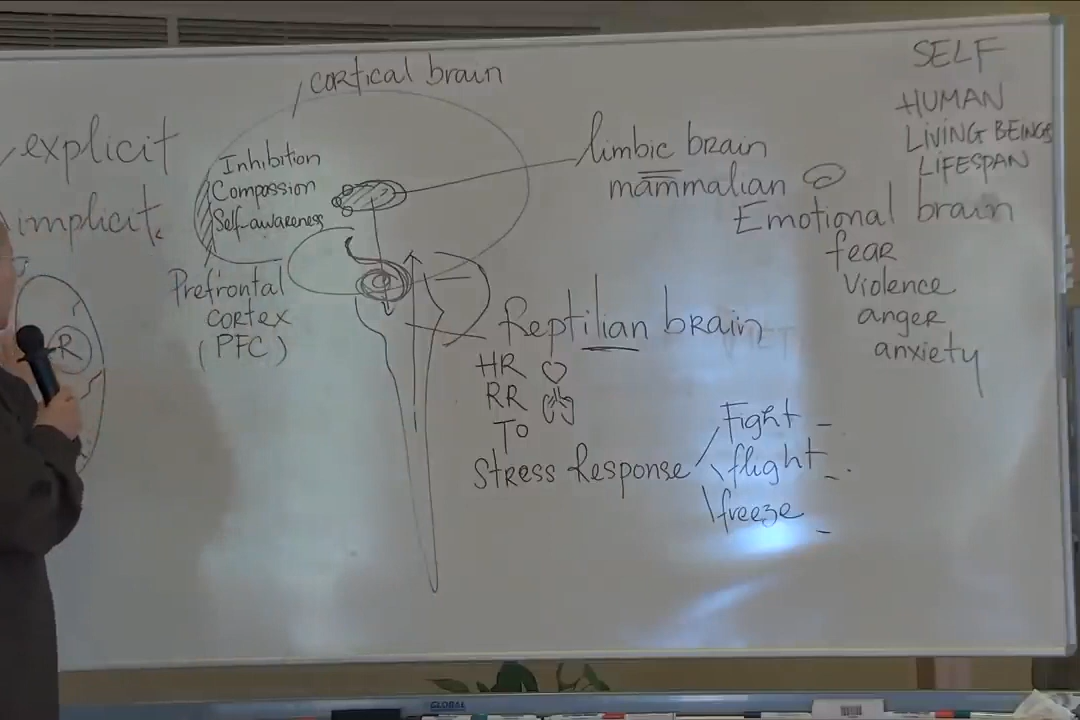 cortical brain
explicit
implicit.
Inhibition
Compassion
Self-awareness
Prefrontal
cortex
(PFC)
R
limbic brain
mammalian
Emotional brain
fear
Violence
anger
anxiety
SELF
HUMAN
LIVING BEINGS
LIFESPAN
Reptilian brain
HR
RR
To
Stress Response
Fight
flight
freeze
GLOBAL